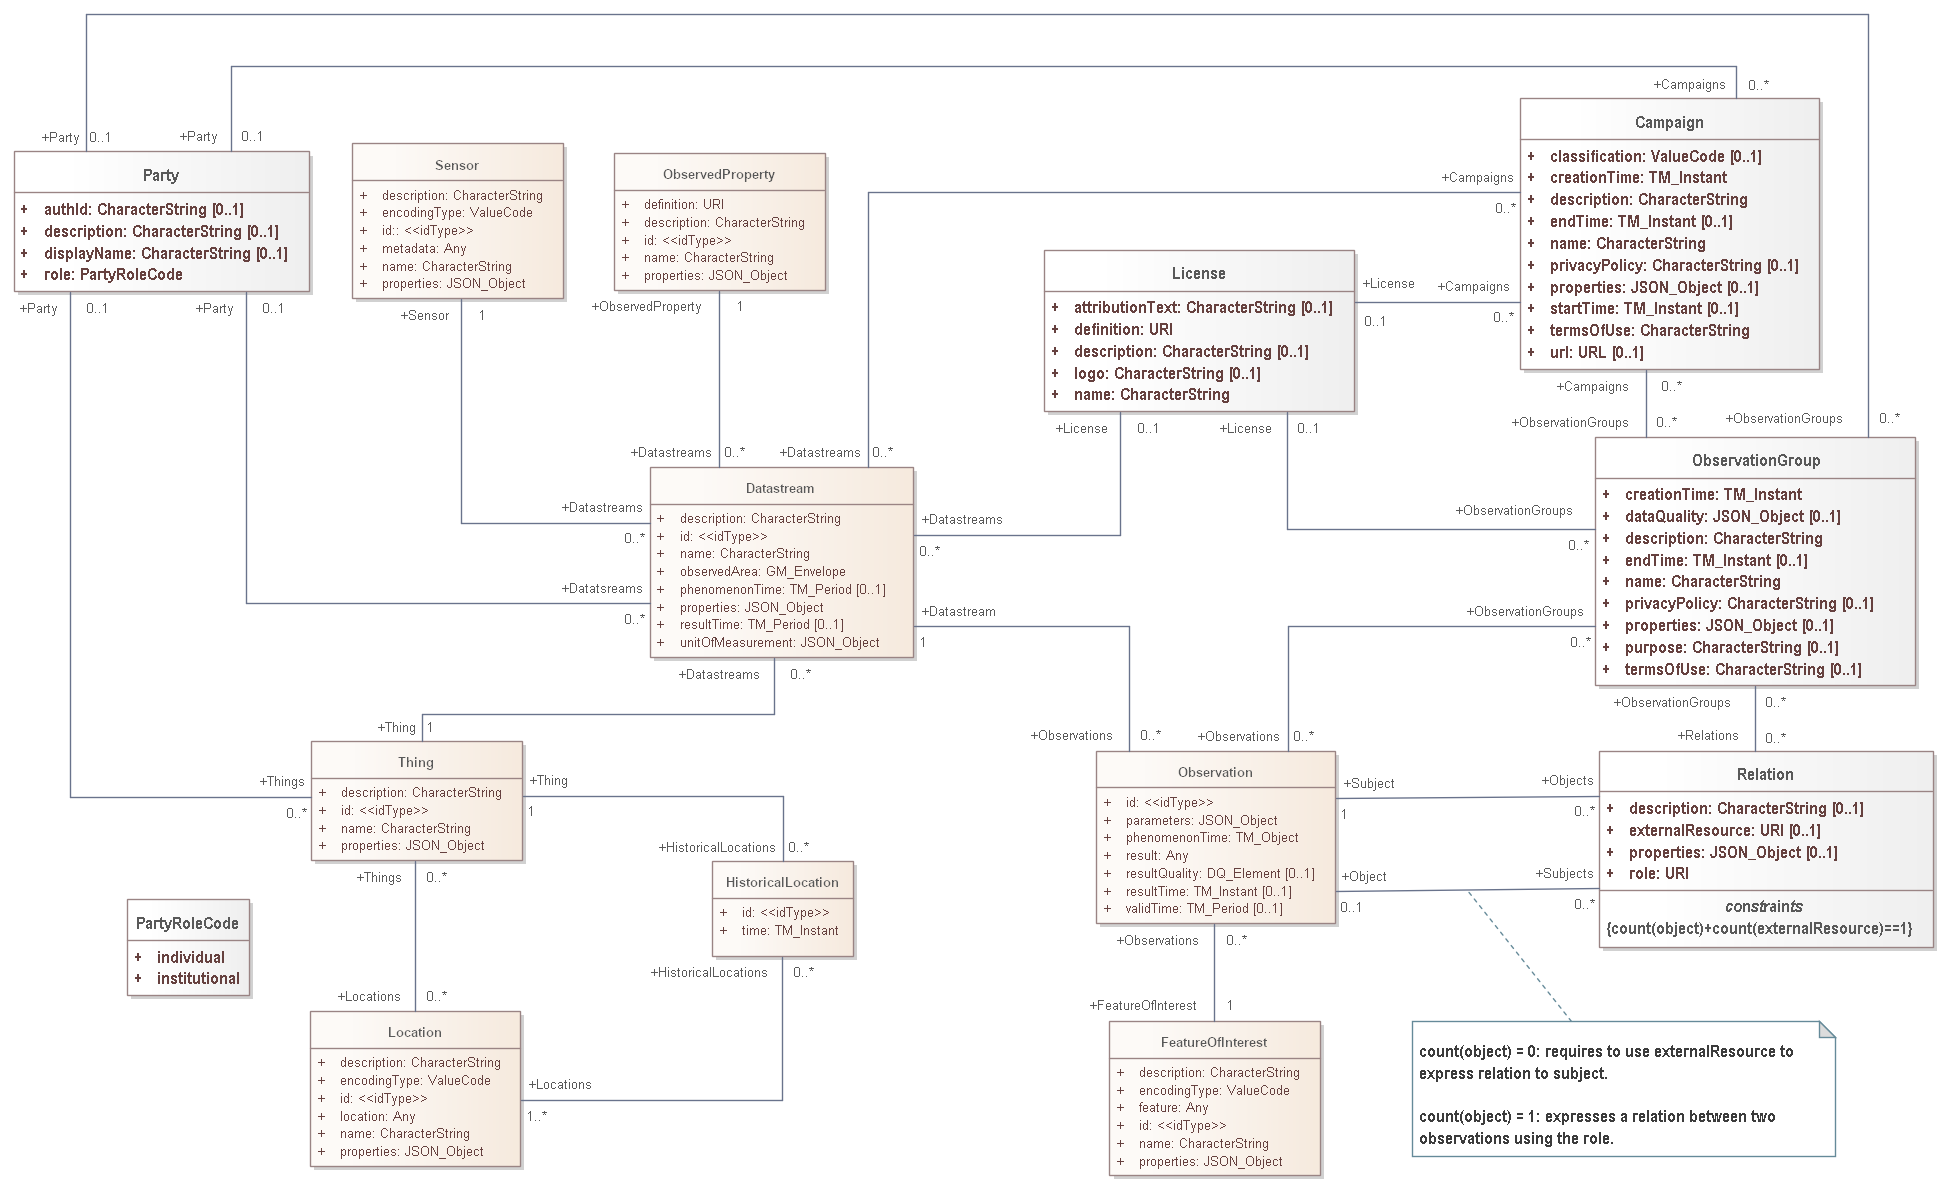 +Campaigns 0..*
+Party 0..1
+Party 0..1
Party
+ authId: CharacterString [0..1]
+ description: CharacterString [0..1]
+ displayName: CharacterString [0..1]
+ role: PartyRoleCode
+Party 0..1
+Party 0..1
Sensor
+ description: CharacterString
+ encodingType: ValueCode
+ id:: <<idType>>
+ metadata: Any
+ name: CharacterString
+ properties: JSON_Object
+Sensor 1
ObservedProperty
+ definition: URI
+ description: CharacterString
+ id: <<idType>>
+ name: CharacterString
+ properties: JSON_Object
+ObservedProperty 1
Campaign
+ classification: ValueCode [0..1]
+ creationTime: TM_Instant
+ description: CharacterString
+ endTime: TM_Instant [0..1]
+ name: CharacterString
+ privacyPolicy: CharacterString [0..1]
+ properties: JSON_Object [0..1]
+ startTime: TM_Instant [0..1]
+ termsOfUse: CharacterString
+ url: URL [0..1]
+Campaigns
0..*
+License +Campaigns
0..1 0..*
+Campaigns 0..*
License
+ attributionText: CharacterString [0..1]
+ definition: URI
+ description: CharacterString [0..1]
+ logo: CharacterString [0..1]
+ name: CharacterString
+License 0..1
+License 0..1
+ObservationGroups 0..*
+ObservationGroups 0..*
+Datastreams 0..*
+Datastreams 0..*
Datastream
+ description: CharacterString
+ id: <<idType>>
+ name: CharacterString
+ observedArea: GM_Envelope
+ phenomenonTime: TM_Period [0..1]
+ properties: JSON_Object
+ resultTime: TM_Period [0..1]
+ unitOfMeasurement: JSON_Object
+Datastreams
0..*
+Datatsreams
0..*
+Datastreams
0..*
+Datastream
1
+Datastreams 0..*
ObservationGroup
+ creationTime: TM_Instant
+ dataQuality: JSON_Object [0..1]
+ description: CharacterString
+ endTime: TM_Instant [0..1]
+ name: CharacterString
+ privacyPolicy: CharacterString [0..1]
+ properties: JSON_Object [0..1]
+ purpose: CharacterString [0..1]
+ termsOfUse: CharacterString [0..1]
+ObservationGroups
0..*
+ObservationGroups
0..*
+ObservationGroups 0..*
+Relations 0..*
+Thing 1
+Things
0..*
Thing
+ description: CharacterString
+ id: <<idType>>
+ name: CharacterString
+ properties: JSON_Object
+Thing
1
+Things 0..*
+HistoricalLocations 0..*
HistoricalLocation
+ id: <<idType>>
+ time: TM_Instant
+HistoricalLocations 0..*
PartyRoleCode
+ individual
+ institutional
+Locations 0..*
Location
+ description: CharacterString
+ encodingType: ValueCode
+ id: <<idType>>
+ location: Any
+ name: CharacterString
+ properties: JSON_Object
+Locations
1..*
+Observations 0..*
+Observations 0..*
Observation
+ id: <<idType>>
+ parameters: JSON_Object
+ phenomenonTime: TM_Object
+ result: Any
+ resultQuality: DQ_Element [0..1]
+ resultTime: TM_Instant [0..1]
+ validTime: TM_Period [0..1]
+Observations 0..*
+Subject +Objects
1 0..*
+Object +Subjects
0..1 0..*
Relation
+ description: CharacterString [0..1]
+ externalResource: URI [0..1]
+ properties: JSON_Object [0..1]
+ role: URI
constraints
{count(object)+count(externalResource)==1}
+FeatureOfInterest 1
FeatureOfInterest
+ description: CharacterString
+ encodingType: ValueCode
+ feature: Any
+ id: <<idType>>
+ name: CharacterString
+ properties: JSON_Object
count(object) = 0: requires to use externalResource to
express relation to subject.
count(object) = 1: expresses a relation between two
observations using the role.